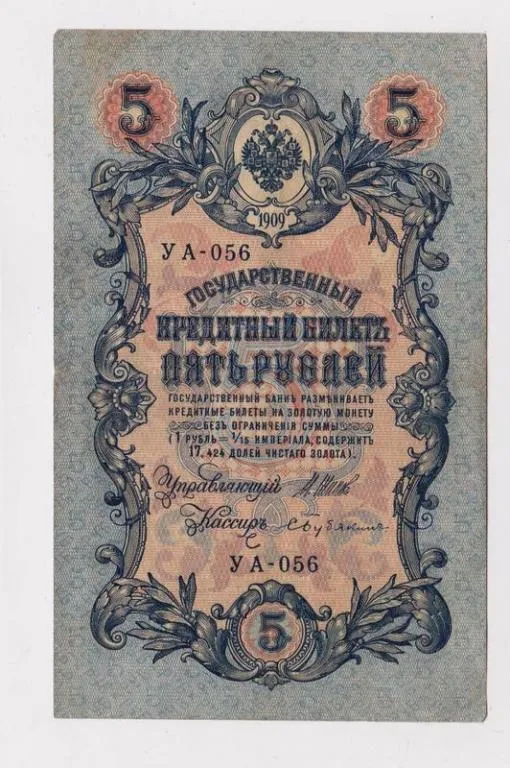 5 5
1909
УА-056
ГОСУДАРСТВЕННЫЙ
КРЕДИТНЫЙ БИЛЕТЪ
ПЯТЬ РУБЛЕЙ
ГОСУДАРСТВЕННЫЙ БАНКЪ РАЗМѢНИВАЕТЪ
КРЕДИТНЫЕ БИЛЕТЫ НА ЗОЛОТУЮ МОНЕТУ
БЕЗЪ ОГРАНИЧЕНІЯ СУММЫ
(1 РУБЛЬ = 1/15 ИМПЕРІАЛА, СОДЕРЖИТЪ
17,424 ДОЛЕЙ ЧИСТАГО ЗОЛОТА).
Управляющій
Кассиръ
УА-056
5